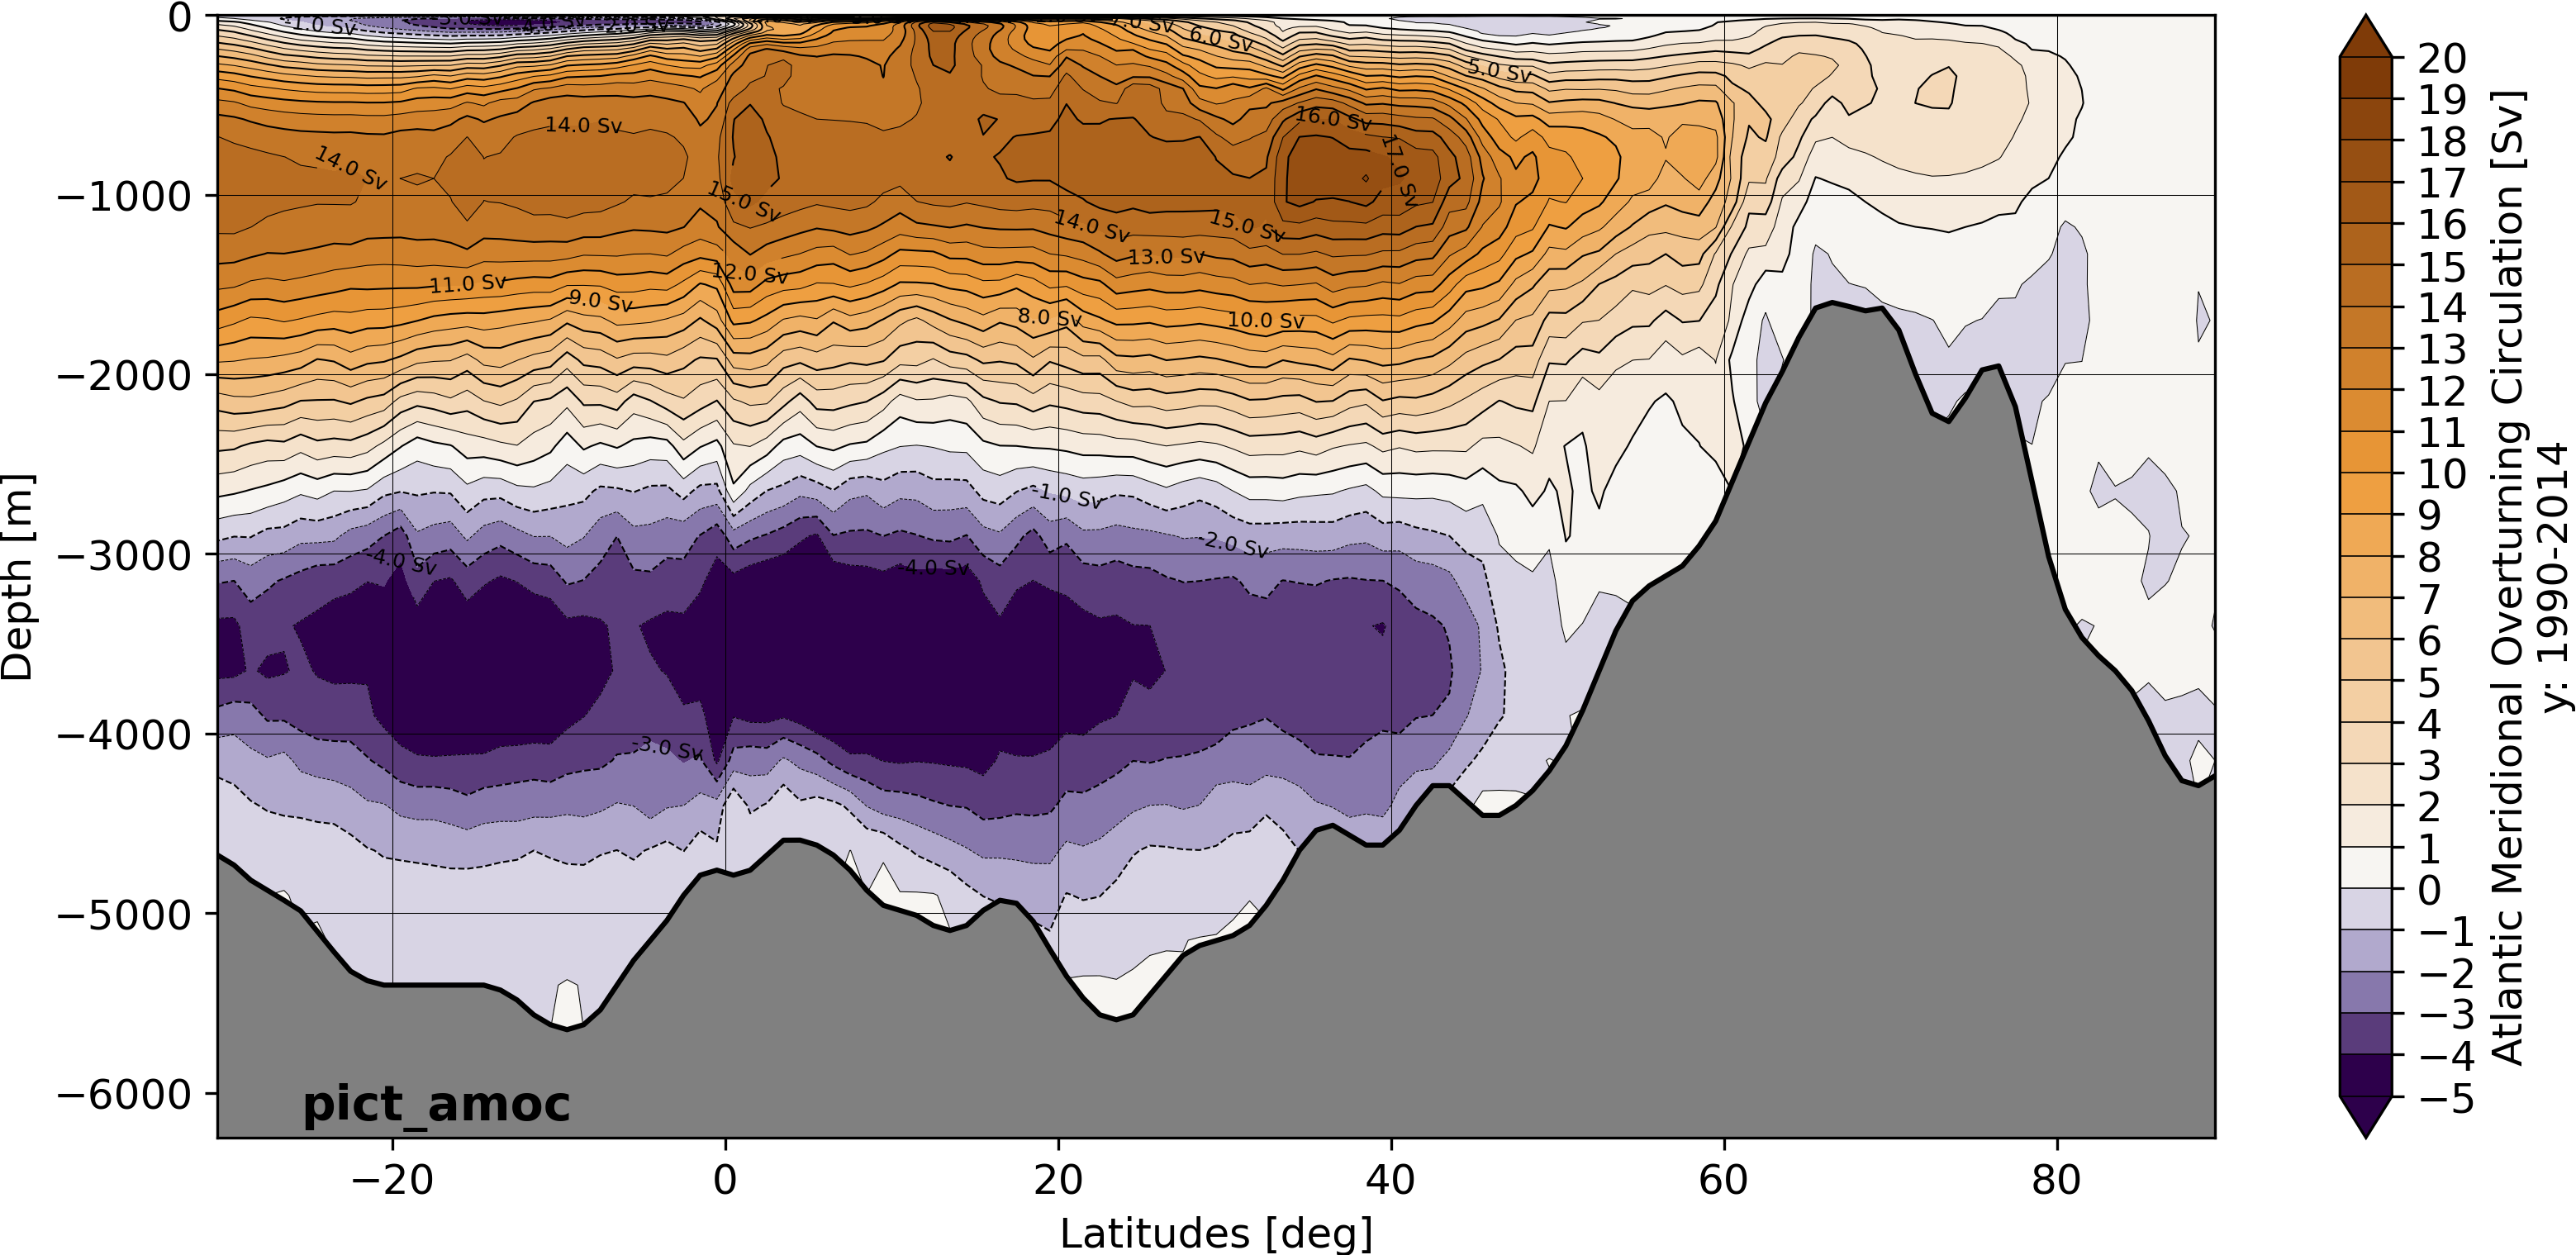 0
−1000
−2000
−3000
−4000
−5000
−6000
Depth [m]
−20
0
20
40
60
80
Latitudes [deg]
pict_amoc
-1.0 Sv
6.0 Sv
5.0 Sv
14.0 Sv
16.0 Sv
17.0 Sv
14.0 Sv
15.0 Sv
14.0 Sv
15.0 Sv
13.0 Sv
12.0 Sv
11.0 Sv
9.0 Sv
8.0 Sv
10.0 Sv
-1.0 Sv
-2.0 Sv
-4.0 Sv
-4.0 Sv
-3.0 Sv
20
19
18
17
16
15
14
13
12
11
10
9
8
7
6
5
4
3
2
1
0
−1
−2
−3
−4
−5
Atlantic Meridional Overturning Circulation [Sv]
y: 1990-2014